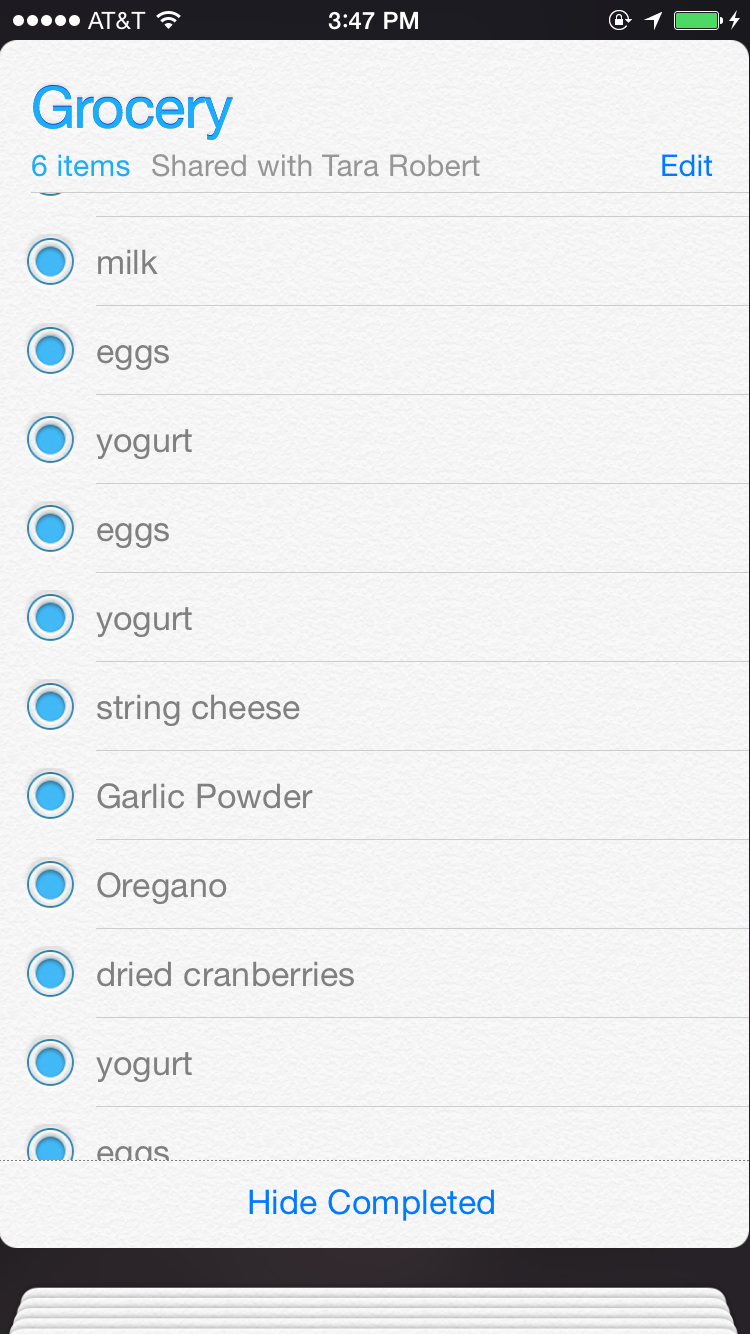 AT&T 3:47 PM
Grocery
6 items Shared with Tara Robert Edit
milk
eggs
yogurt
eggs
yogurt
string cheese
Garlic Powder
Oregano
dried cranberries
yogurt
eggs
Hide Completed